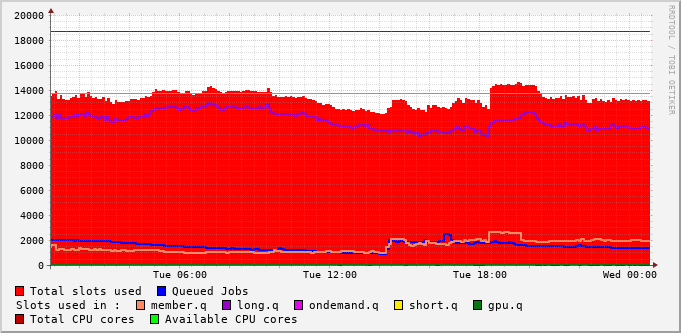 20000
18000
16000
14000
12000
10000
8000
6000
4000
2000
0
Tue 06:00 Tue 12:00 Tue 18:00 Wed 00:00
RRDTOOL / TOBI OETIKER
Total slots used Queued Jobs
Slots used in : member.q long.q ondemand.q short.q gpu.q
Total CPU cores Available CPU cores